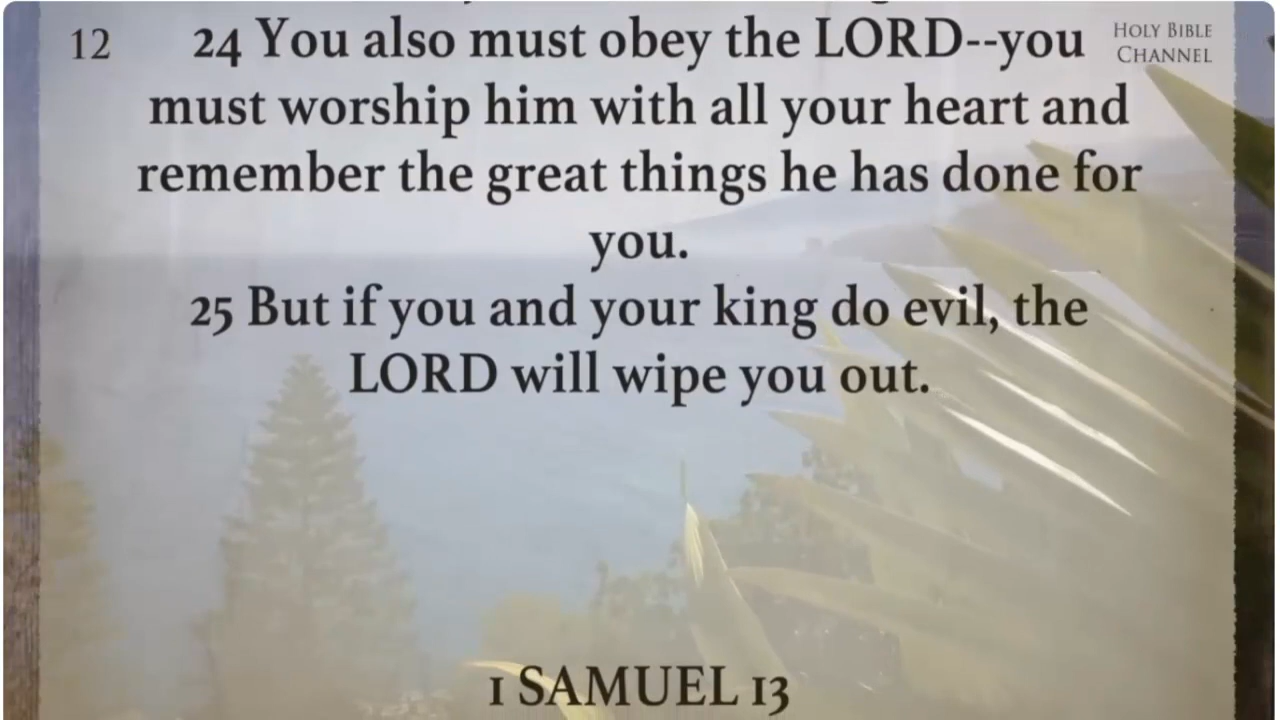 12
24 You also must obey the LORD--you
HOLY BIBLE
CHANNEL
must worship him with all your heart and
remember the great things he has done for
you.
25 But if you and your king do evil, the
LORD will wipe you out.
1 SAMUEL 13